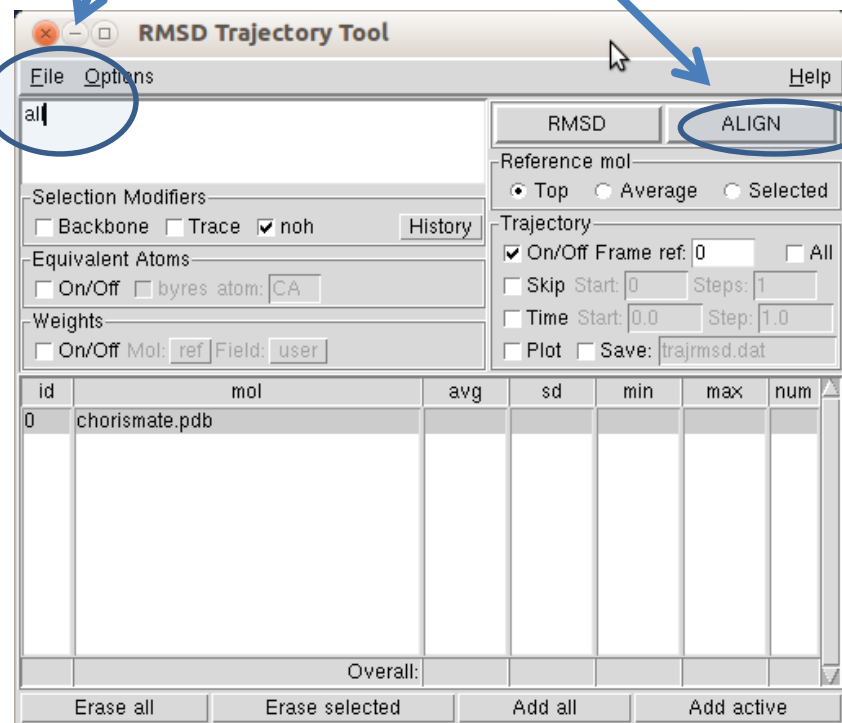 RMSD Trajectory Tool
File Options Help
all
RMSD ALIGN
Reference mol
Top Average Selected
Selection Modifiers
Backbone Trace noh History
Trajectory
On/Off Frame ref: 0 All
Equivalent Atoms
On/Off byres atom: CA
Skip Start: 0 Steps: 1
Time Start: 0.0 Step: 1.0
Weights
On/Off Mol: ref Field: user
Plot Save: trajrmsd.dat
id mol avg sd min max num
0 chorismate.pdb
Overall:
Erase all Erase selected Add all Add active